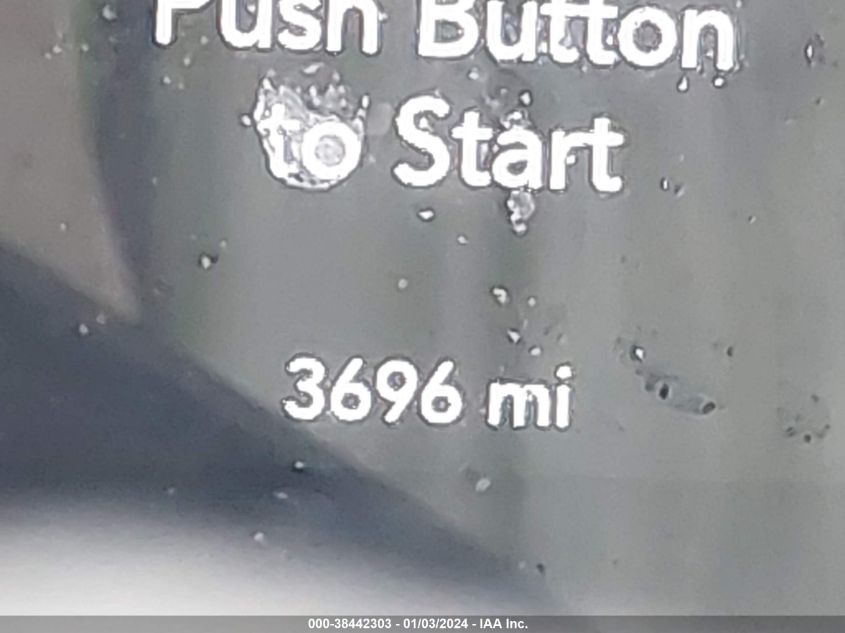 Push Button
to Start
3696 mi
000-38442303 - 01/03/2024 - IAA Inc.